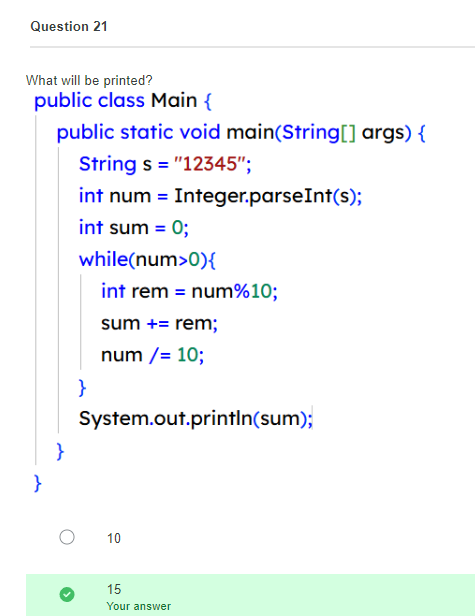 Question 21
What will be printed?
public class Main {
public static void main(String[] args) {
String s = "12345";
int num = Integer.parseInt(s);
int sum = 0;
while(num>0){
int rem = num%10;
sum += rem;
num /= 10;
}
System.out.println(sum);
}
}
10
15
Your answer